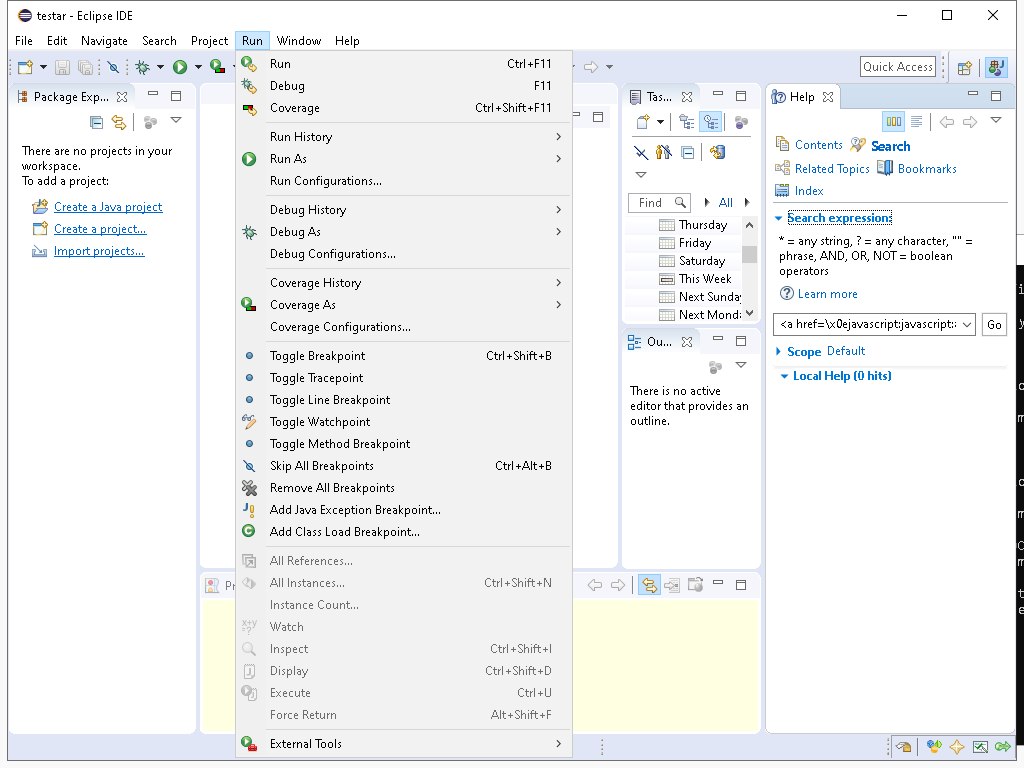 testar - Eclipse IDE
File Edit Navigate Search Project Run Window Help
Quick Access
Package Exp...
There are no projects in your
workspace.
To add a project:
Create a Java project
Create a project...
Import projects...
Run Ctrl+F11
Debug F11
Coverage Ctrl+Shift+F11
Run History
Run As
Run Configurations...
Debug History
Debug As
Debug Configurations...
Coverage History
Coverage As
Coverage Configurations...
Toggle Breakpoint Ctrl+Shift+B
Toggle Tracepoint
Toggle Line Breakpoint
Toggle Watchpoint
Toggle Method Breakpoint
Skip All Breakpoints Ctrl+Alt+B
Remove All Breakpoints
Add Java Exception Breakpoint...
Add Class Load Breakpoint...
All References...
All Instances... Ctrl+Shift+N
Instance Count...
Watch
Inspect Ctrl+Shift+I
Display Ctrl+Shift+D
Execute Ctrl+U
Force Return Alt+Shift+F
External Tools
Pr
Tas...
Find All
Thursday
Friday
Saturday
This Week
Next Sunday
Next Mond
Ou...
There is no active
editor that provides an
outline.
Help
Contents Search
Related Topics Bookmarks
Index
Search expression:
* = any string, ? = any character, "" =
phrase, AND, OR, NOT = boolean
operators
Learn more
<a href=\x0ejavascript:javascript: Go
Scope Default
Local Help (0 hits)